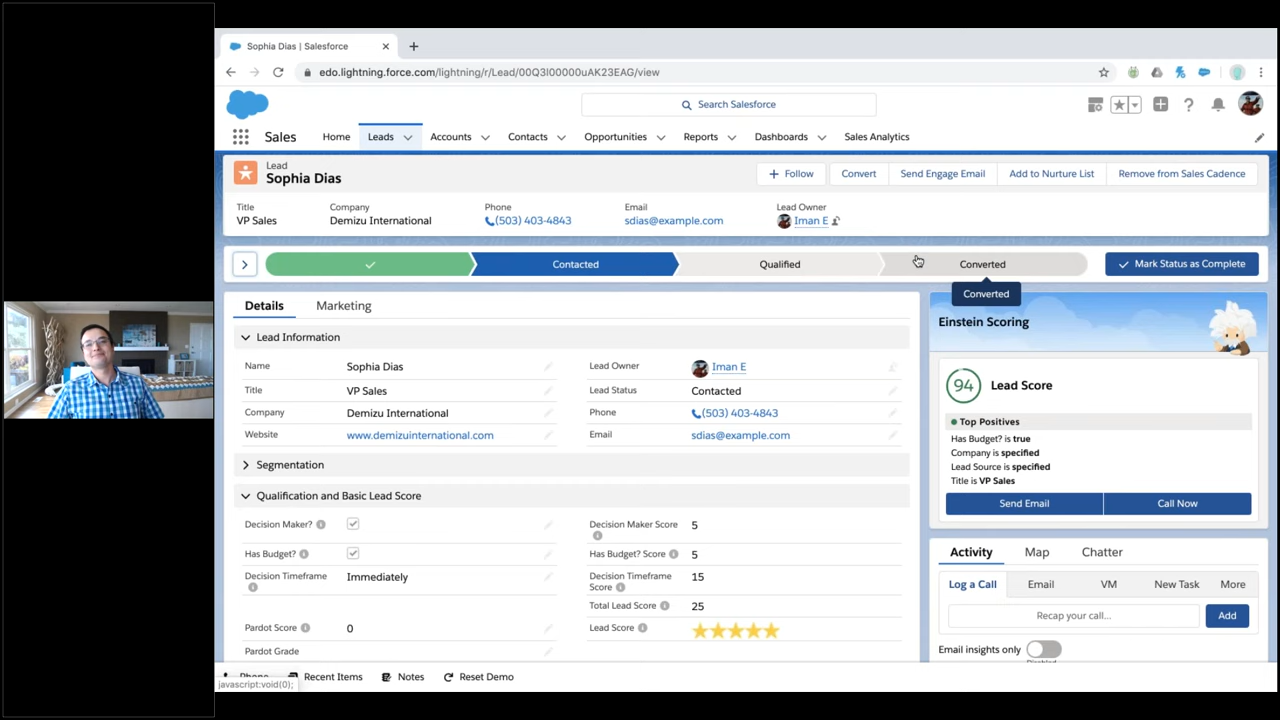 Sophia Dias | Salesforce
edo.lightning.force.com/lightning/r/Lead/00Q3I00000uAK23EAG/view
Search Salesforce
Sales Home Leads Accounts Contacts Opportunities Reports Dashboards Sales Analytics
Lead
Sophia Dias
Follow Convert Send Engage Email Add to Nurture List Remove from Sales Cadence
Title Company Phone Email Lead Owner
VP Sales Demizu International (503) 403-4843 sdias@example.com Iman E
Contacted Qualified Converted Mark Status as Complete
Converted
Details Marketing
Einstein Scoring
Lead Information
Name Sophia Dias Lead Owner Iman E
Title VP Sales Lead Status Contacted
Company Demizu International Phone (503) 403-4843
Website www.demizuinternational.com Email sdias@example.com
94 Lead Score
Top Positives
Has Budget? is true
Company is specified
Lead Source is specified
Title is VP Sales
Send Email Call Now
Segmentation
Qualification and Basic Lead Score
Decision Maker? Decision Maker Score 5
Has Budget? Has Budget? Score 5
Decision Timeframe Immediately Decision Timeframe Score 15
Total Lead Score 25
Pardot Score 0 Lead Score
Pardot Grade
Activity Map Chatter
Log a Call Email VM New Task More
Recap your call... Add
Email insights only
Disabled
Phone Recent Items Notes Reset Demo
javascript:void(0);